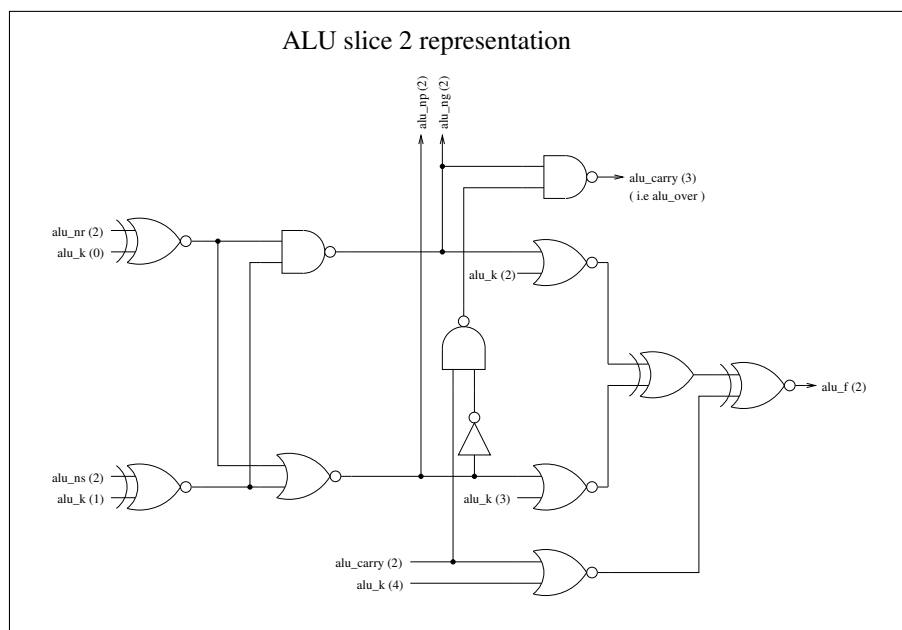 ALU slice 2 representation
alu_np (2)
alu_ng (2)
alu_carry (3)
( i.e alu_over )
alu_nr (2)
alu_k (0)
alu_k (2)
alu_f (2)
alu_ns (2)
alu_k (1)
alu_k (3)
alu_carry (2)
alu_k (4)